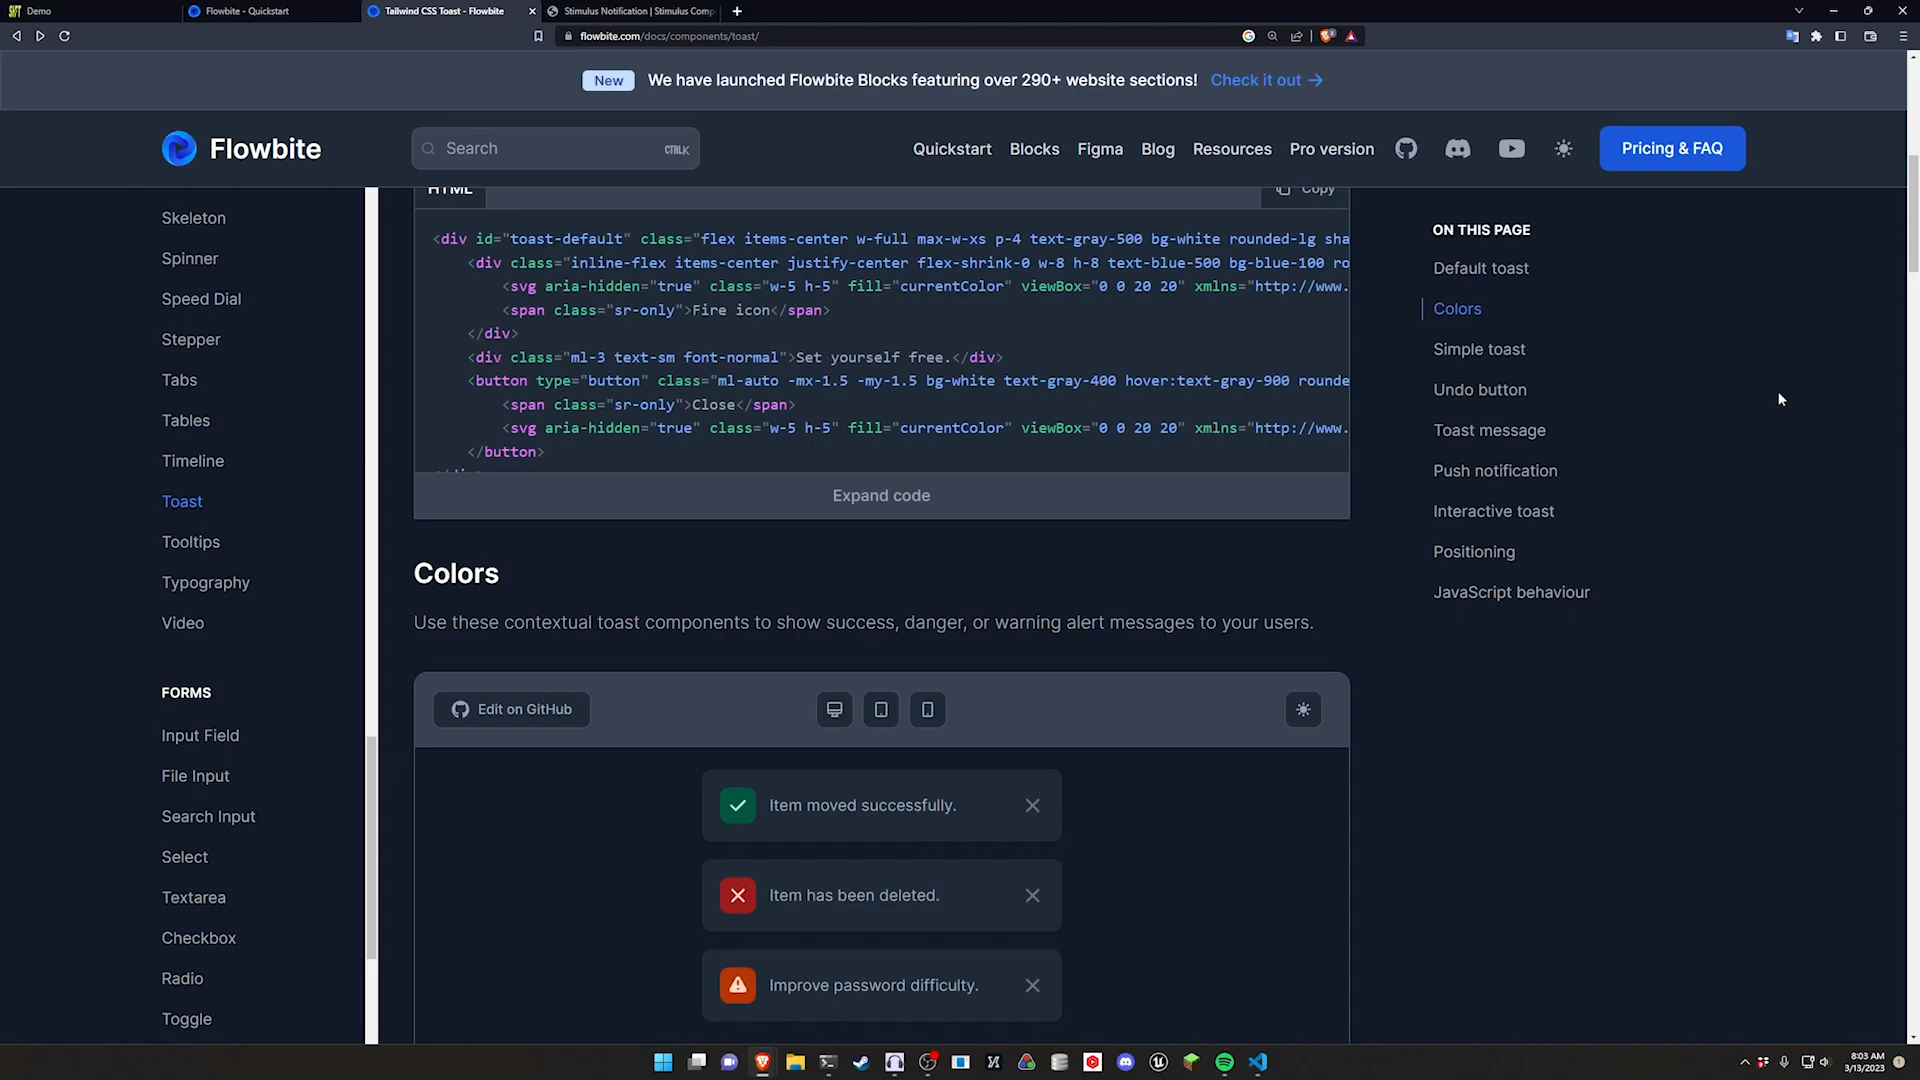 Demo
Flowbite - Quickstart
Tailwind CSS Toast - Flowbite
Stimulus Notification | Stimulus Comp
flowbite.com/docs/components/toast/
New
We have launched Flowbite Blocks featuring over 290+ website sections!
Check it out →
Flowbite
Search
CTRL K
Quickstart
Blocks
Figma
Blog
Resources
Pro version
Pricing & FAQ
Skeleton
Spinner
Speed Dial
Stepper
Tabs
Tables
Timeline
Toast
Tooltips
Typography
Video
FORMS
Input Field
File Input
Search Input
Select
Textarea
Checkbox
Radio
Toggle
HTML
Copy
<div id="toast-default" class="flex items-center w-full max-w-xs p-4 text-gray-500 bg-white rounded-lg sha
<div class="inline-flex items-center justify-center flex-shrink-0 w-8 h-8 text-blue-500 bg-blue-100 ro
<svg aria-hidden="true" class="w-5 h-5" fill="currentColor" viewBox="0 0 20 20" xmlns="http://www.
<span class="sr-only">Fire icon</span>
</div>
<div class="ml-3 text-sm font-normal">Set yourself free.</div>
<button type="button" class="ml-auto -mx-1.5 -my-1.5 bg-white text-gray-400 hover:text-gray-900 rounde
<span class="sr-only">Close</span>
<svg aria-hidden="true" class="w-5 h-5" fill="currentColor" viewBox="0 0 20 20" xmlns="http://www.
</button>
Expand code
Colors
Use these contextual toast components to show success, danger, or warning alert messages to your users.
Edit on GitHub
Item moved successfully.
Item has been deleted.
Improve password difficulty.
ON THIS PAGE
Default toast
Colors
Simple toast
Undo button
Toast message
Push notification
Interactive toast
Positioning
JavaScript behaviour
8:03 AM
3/13/2023